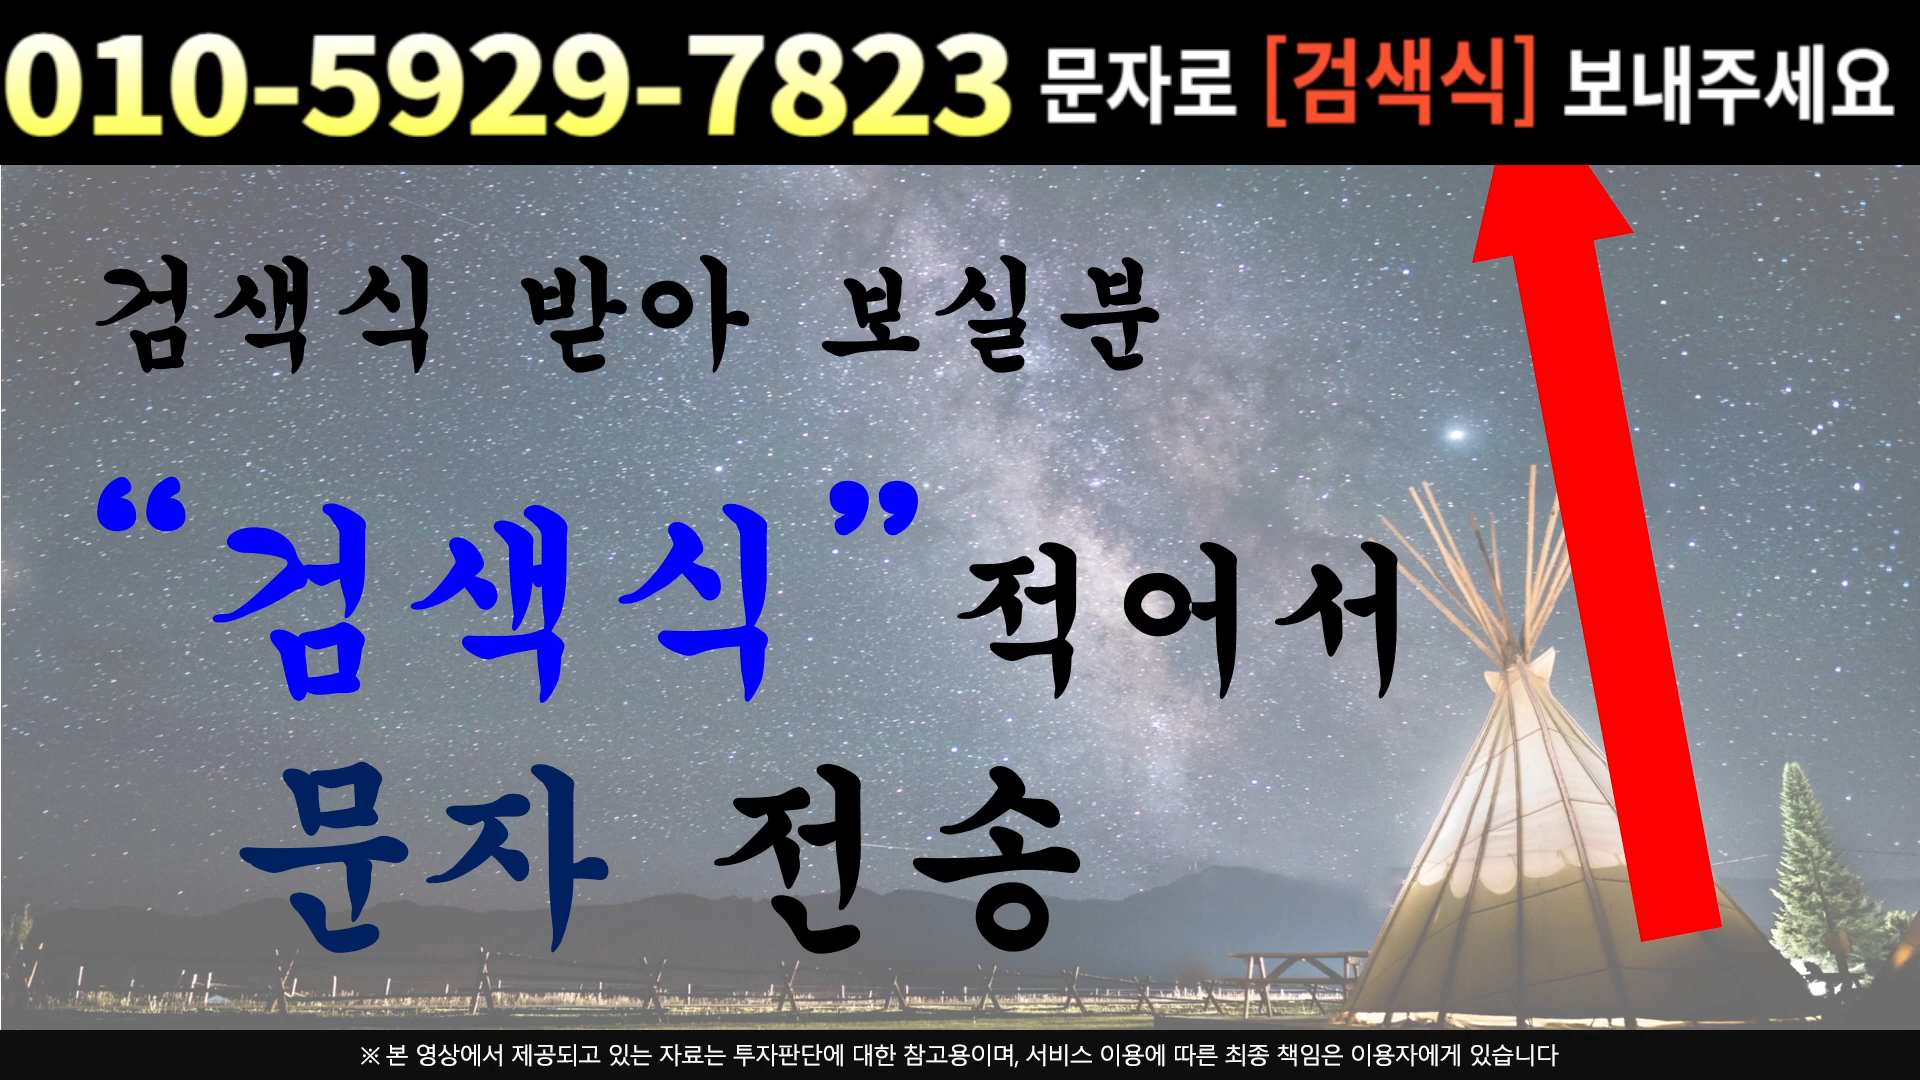 010-5929-7823 문자로 [검색식] 보내주세요
검색식 받아 보실분
“검색식” 적어서
문자 전송
※ 본 영상에서 제공되고 있는 자료는 투자판단에 대한 참고용이며, 서비스 이용에 따른 최종 책임은 이용자에게 있습니다